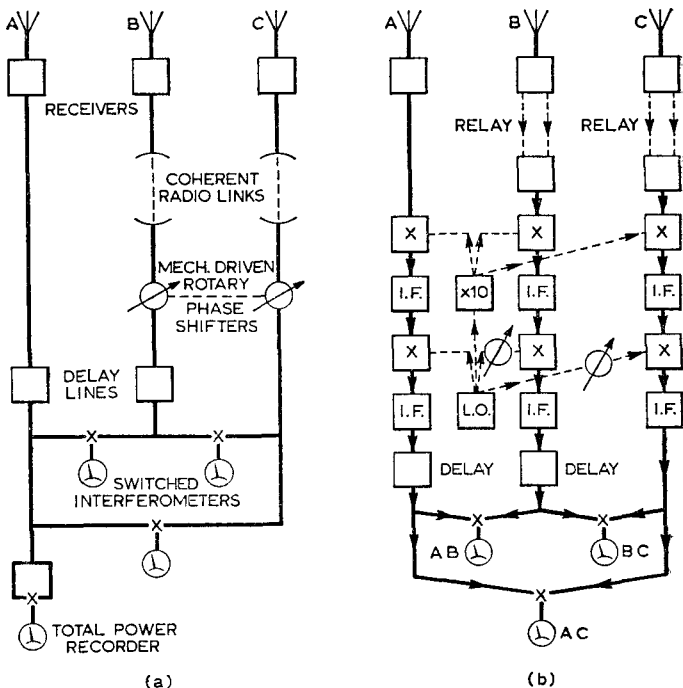 A B C
RECEIVERS
COHERENT
RADIO LINKS
MECH. DRIVEN
ROTARY
PHASE
SHIFTERS
DELAY
LINES
X X
SWITCHED
INTERFEROMETERS
X
X
TOTAL POWER
RECORDER
(a)
A B C
RELAY RELAY
X X X
I.F. x10 I.F. I.F.
X X X
I.F. L.O. I.F. I.F.
DELAY DELAY
X X
AB BC
X
AC
(b)